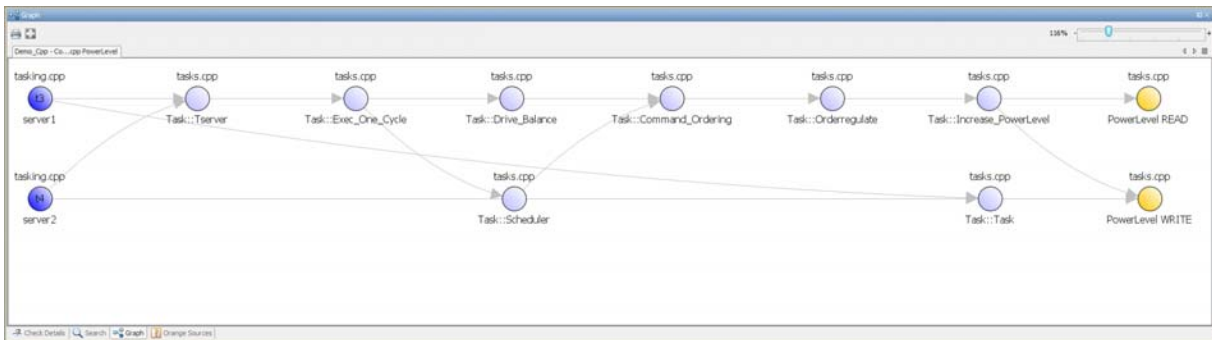 Graph
116%
Demo_Cpp - Co...cpp PowerLevel
tasking.cpp tasks.cpp tasks.cpp tasks.cpp tasks.cpp tasks.cpp tasks.cpp tasks.cpp
t3
server1 Task::Tserver Task::Exec_One_Cycle Task::Drive_Balance Task::Command_Ordering Task::Orderregulate Task::Increase_PowerLevel PowerLevel READ
tasking.cpp tasks.cpp tasks.cpp tasks.cpp
t4
server2 Task::Scheduler Task::Task PowerLevel WRITE
Check Details Search Graph Orange Sources